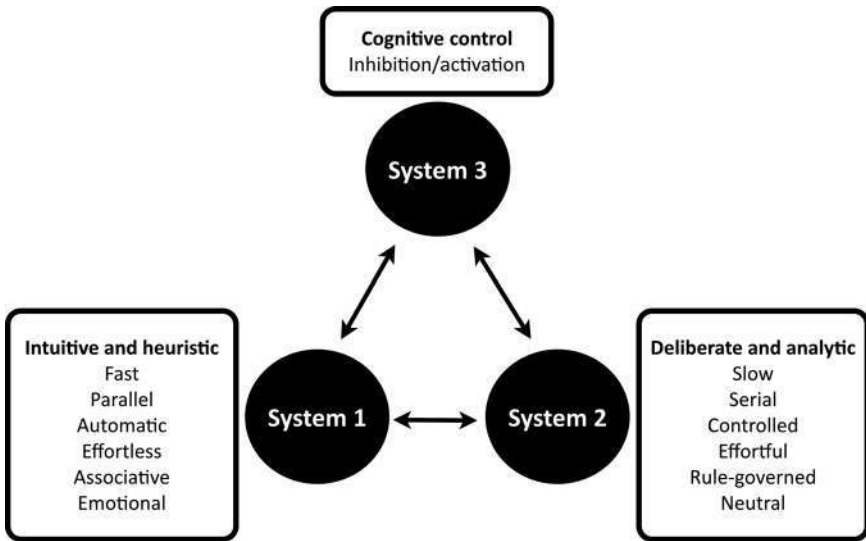 Cognitive control
Inhibition/activation
System 3
Intuitive and heuristic
Fast
Parallel
Automatic
Effortless
Associative
Emotional
System 1
System 2
Deliberate and analytic
Slow
Serial
Controlled
Effortful
Rule-governed
Neutral